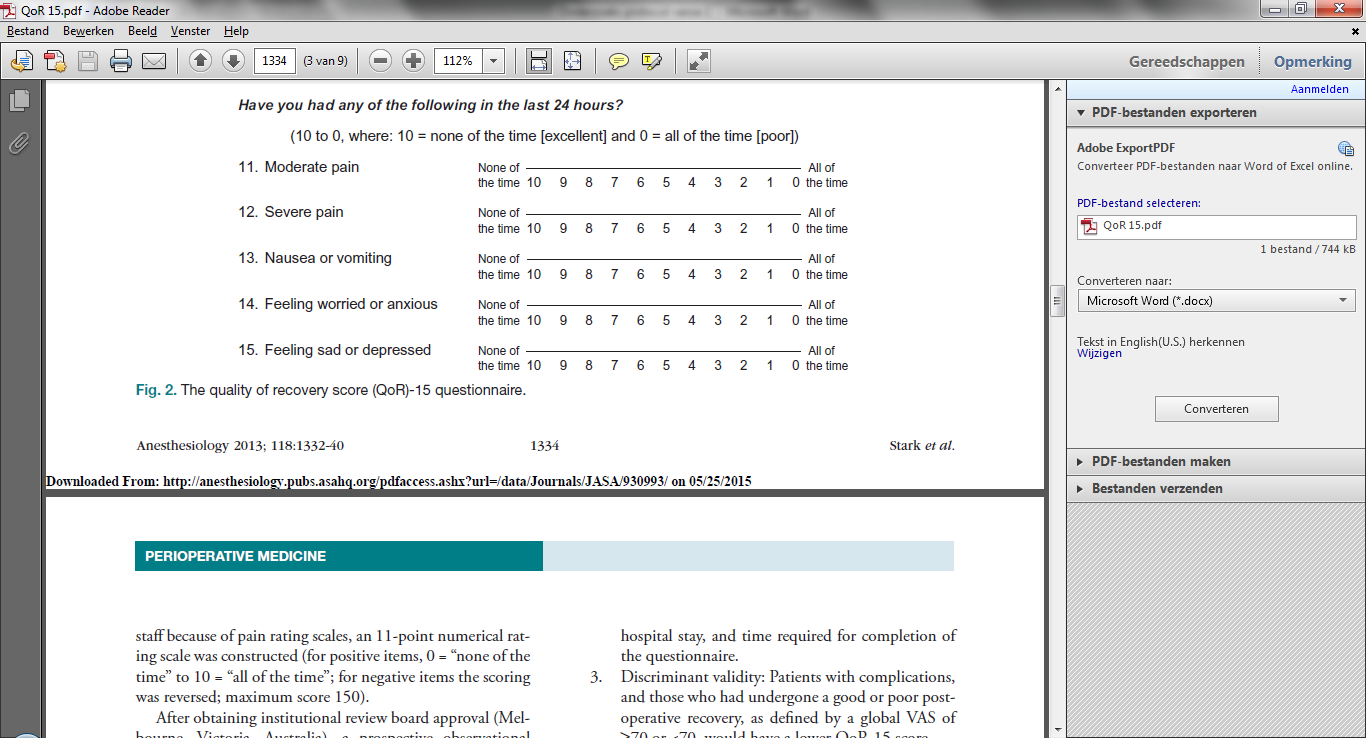 QoR 15.pdf - Adobe Reader
Bestand Bewerken Beeld Venster Help
1334 (3 van 9) 112% Gereedschappen Opmerking
Have you had any of the following in the last 24 hours?
(10 to 0, where: 10 = none of the time [excellent] and 0 = all of the time [poor])
11. Moderate pain None of All of
the time 10 9 8 7 6 5 4 3 2 1 0 the time
12. Severe pain None of All of
the time 10 9 8 7 6 5 4 3 2 1 0 the time
13. Nausea or vomiting None of All of
the time 10 9 8 7 6 5 4 3 2 1 0 the time
14. Feeling worried or anxious None of All of
the time 10 9 8 7 6 5 4 3 2 1 0 the time
15. Feeling sad or depressed None of All of
the time 10 9 8 7 6 5 4 3 2 1 0 the time
Fig. 2. The quality of recovery score (QoR)-15 questionnaire.
Anesthesiology 2013; 118:1332-40 1334 Stark et al.
Downloaded From: http://anesthesiology.pubs.asahq.org/pdfaccess.ashx?url=/data/Journals/JASA/930993/ on 05/25/2015
PERIOPERATIVE MEDICINE
staff because of pain rating scales, an 11-point numerical rat-
ing scale was constructed (for positive items, 0 = “none of the
time” to 10 = “all of the time”; for negative items the scoring
was reversed; maximum score 150).
After obtaining institutional review board approval (Mel-
bourne, Victoria, Australia), a prospective observational
hospital stay, and time required for completion of
the questionnaire.
3. Discriminant validity: Patients with complications,
and those who had undergone a good or poor post-
operative recovery, as defined by a global VAS of
≥70 or <70, would have a lower QoR-15 score
Aanmelden
PDF-bestanden exporteren
Adobe ExportPDF
Converteer PDF-bestanden naar Word of Excel online.
PDF-bestand selecteren:
QoR 15.pdf
1 bestand / 744 kB
Converteren naar:
Microsoft Word (*.docx)
Tekst in English(U.S.) herkennen
Wijzigen
Converteren
PDF-bestanden maken
Bestanden verzenden